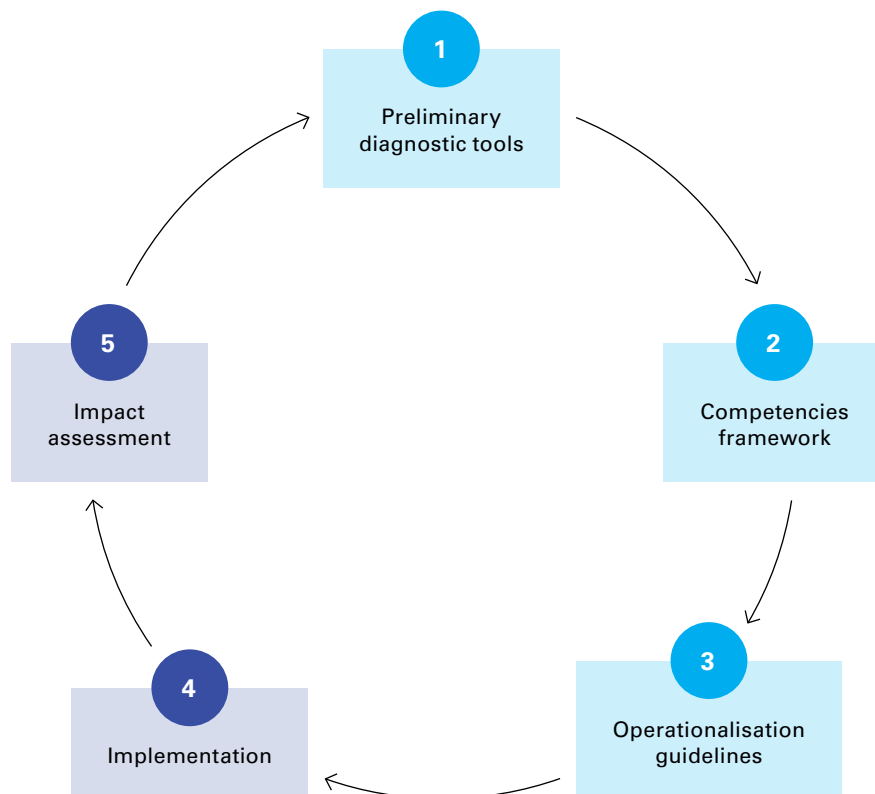 1
Preliminary
diagnostic tools
2
Competencies
framework
3
Operationalisation
guidelines
4
Implementation
5
Impact
assessment